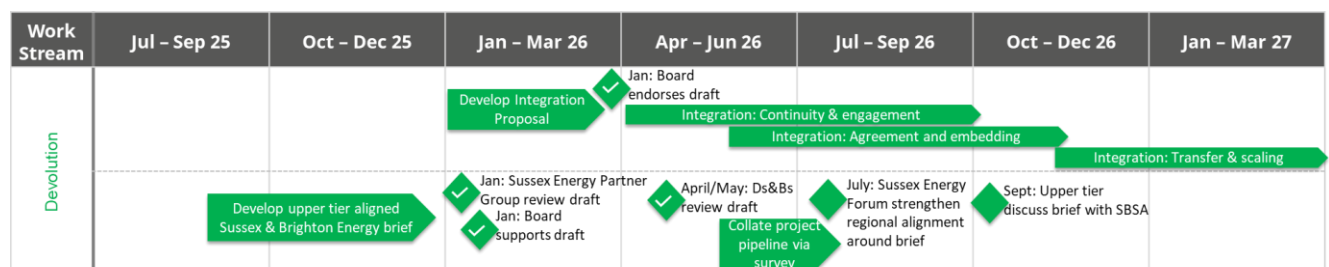 Work
Stream
Jul – Sep 25
Oct – Dec 25
Jan – Mar 26
Apr – Jun 26
Jul – Sep 26
Oct – Dec 26
Jan – Mar 27
Devolution
Develop Integration
Proposal
Jan: Board
endorses draft
Integration: Continuity & engagement
Integration: Agreement and embedding
Integration: Transfer & scaling
Develop upper tier aligned
Sussex & Brighton Energy brief
Jan: Sussex Energy Partner
Group review draft
Jan: Board
supports draft
April/May: Ds&Bs
review draft
Collate project
pipeline via
survey
July: Sussex Energy
Forum strengthen
regional alignment
around brief
Sept: Upper tier
discuss brief with SBSA